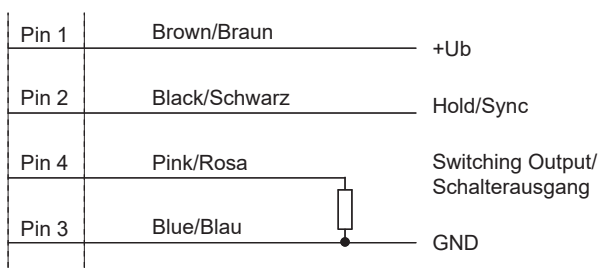 Pin 1 Brown/Braun
+Ub
Pin 2 Black/Schwarz
Hold/Sync
Pin 4 Pink/Rosa
Switching Output/
Schalterausgang
Pin 3 Blue/Blau
GND